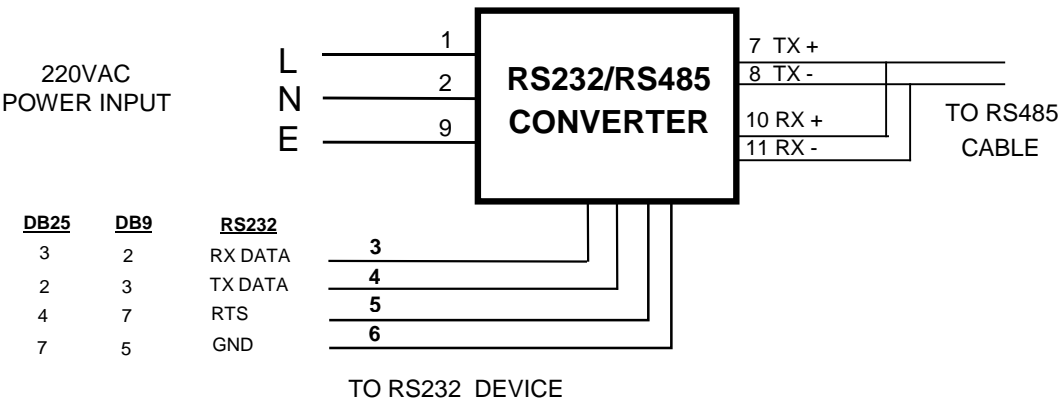 220VAC
POWER INPUT
L
N
E
1
2
9
RS232/RS485
CONVERTER
7 TX +
8 TX -
10 RX +
11 RX -
TO RS485
CABLE
DB25 DB9 RS232
3 2 RX DATA 3
2 3 TX DATA 4
4 7 RTS 5
7 5 GND 6
TO RS232 DEVICE